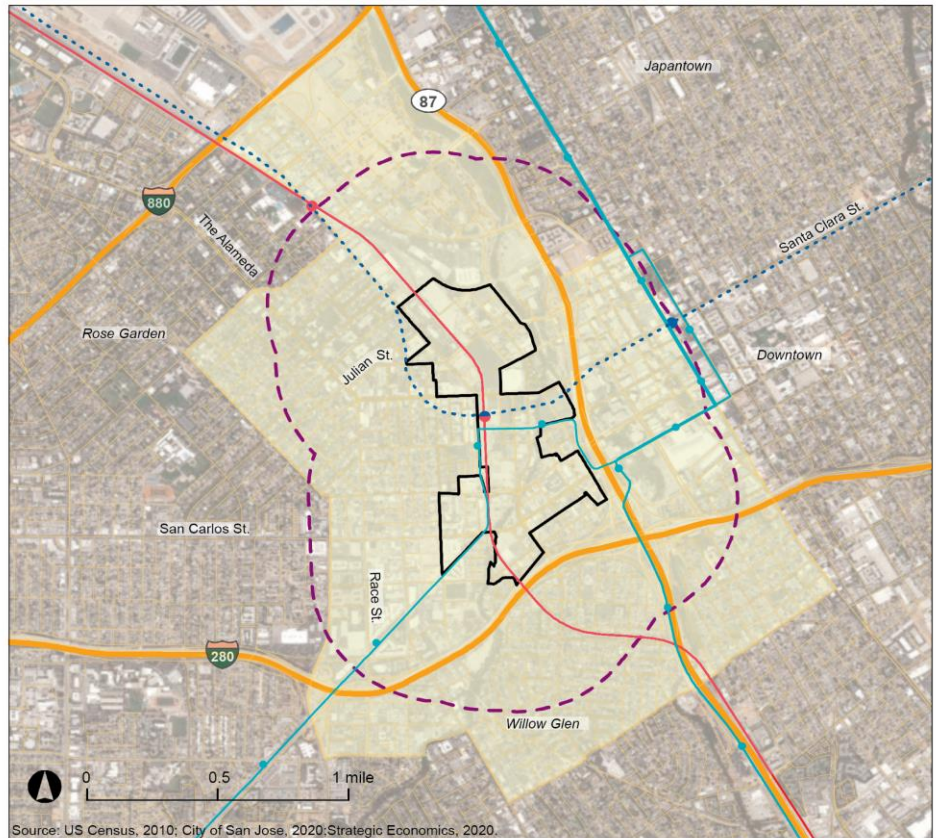 Japantown
87
Santa Clara St.
880
The Alameda
Rose Garden
Downtown
Julian St.
San Carlos St.
Race St.
280
Willow Glen
0 0.5 1 mile
Source: US Census, 2010; City of San Jose, 2020;Strategic Economics, 2020.